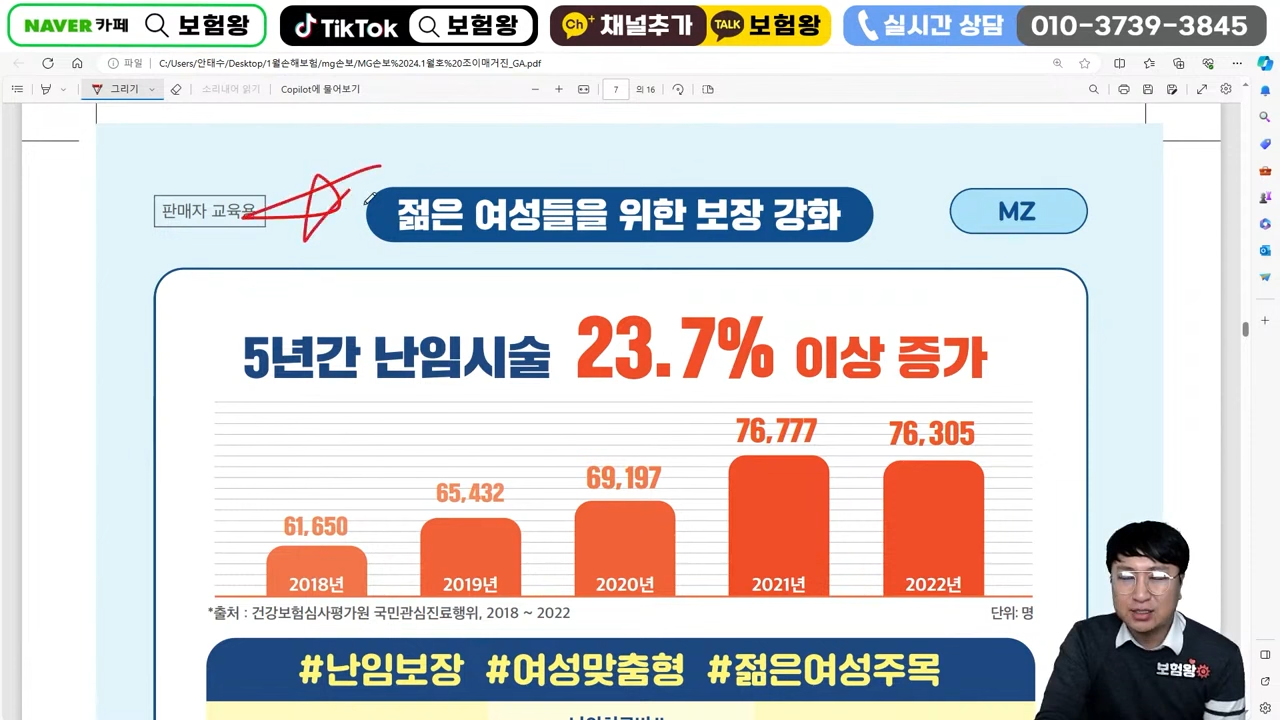 NAVER 카페 보험왕
TikTok 보험왕
Ch+ 채널추가 TALK 보험왕
실시간 상담 010-3739-3845
파일 C:/Users/안태수/Desktop/1월손해보험/mg손보/MG손보%2024.1월호%20조이매거진_GA.pdf
그리기 소리내어 읽기 Copilot에 물어보기 7 의 16
판매자 교육용
젊은 여성들을 위한 보장 강화
MZ
5년간 난임시술 23.7% 이상 증가
61,650 65,432 69,197 76,777 76,305
2018년 2019년 2020년 2021년 2022년
*출처 : 건강보험심사평가원 국민관심진료행위, 2018 ~ 2022
단위: 명
#난임보장 #여성맞춤형 #젊은여성주목
보험왕